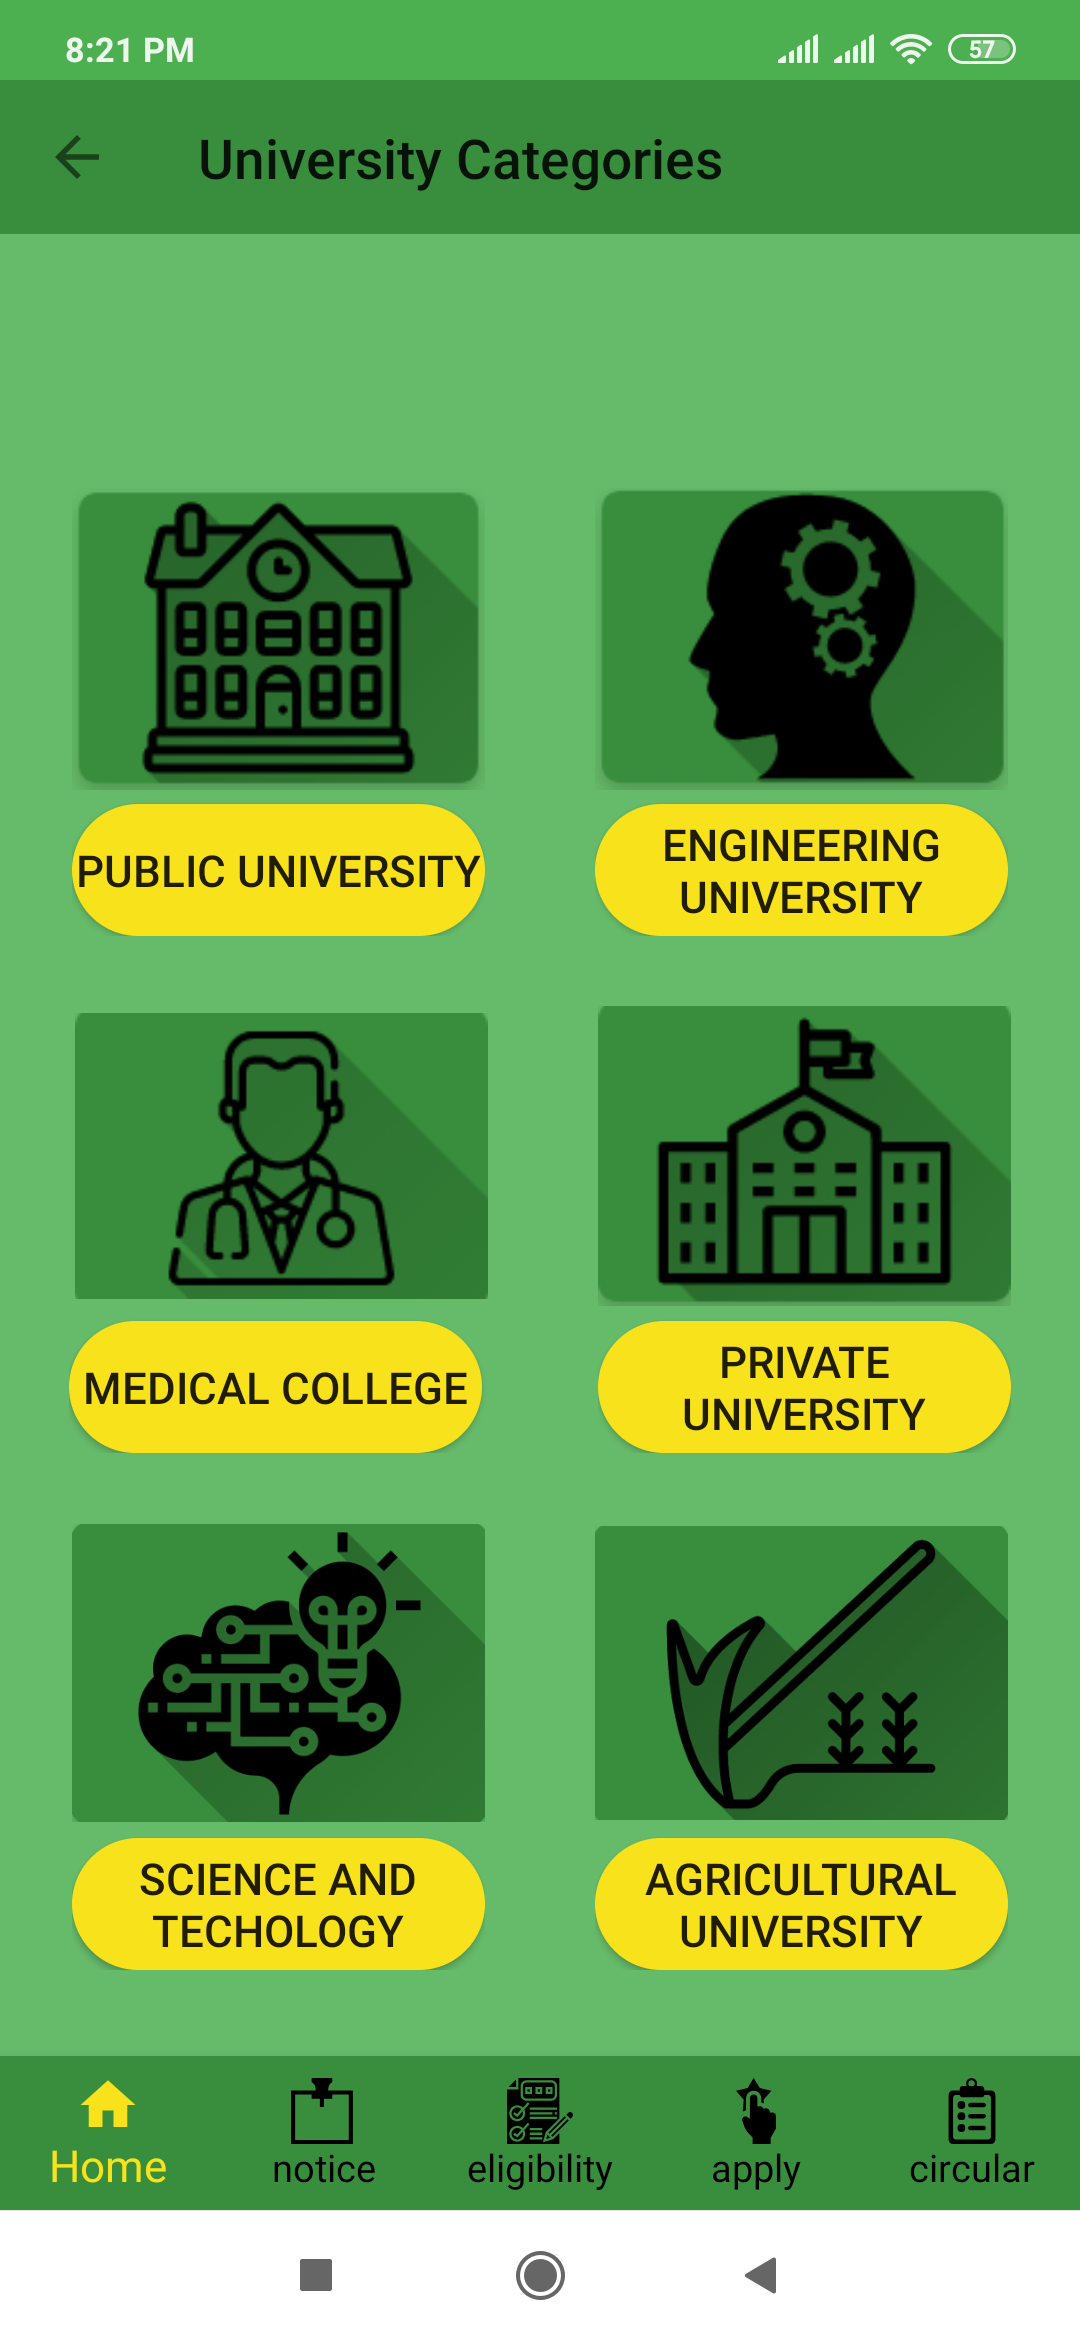 8:21 PM
57
University Categories
PUBLIC UNIVERSITY
ENGINEERING
UNIVERSITY
MEDICAL COLLEGE
PRIVATE
UNIVERSITY
SCIENCE AND
TECHOLOGY
AGRICULTURAL
UNIVERSITY
Home
notice
eligibility
apply
circular